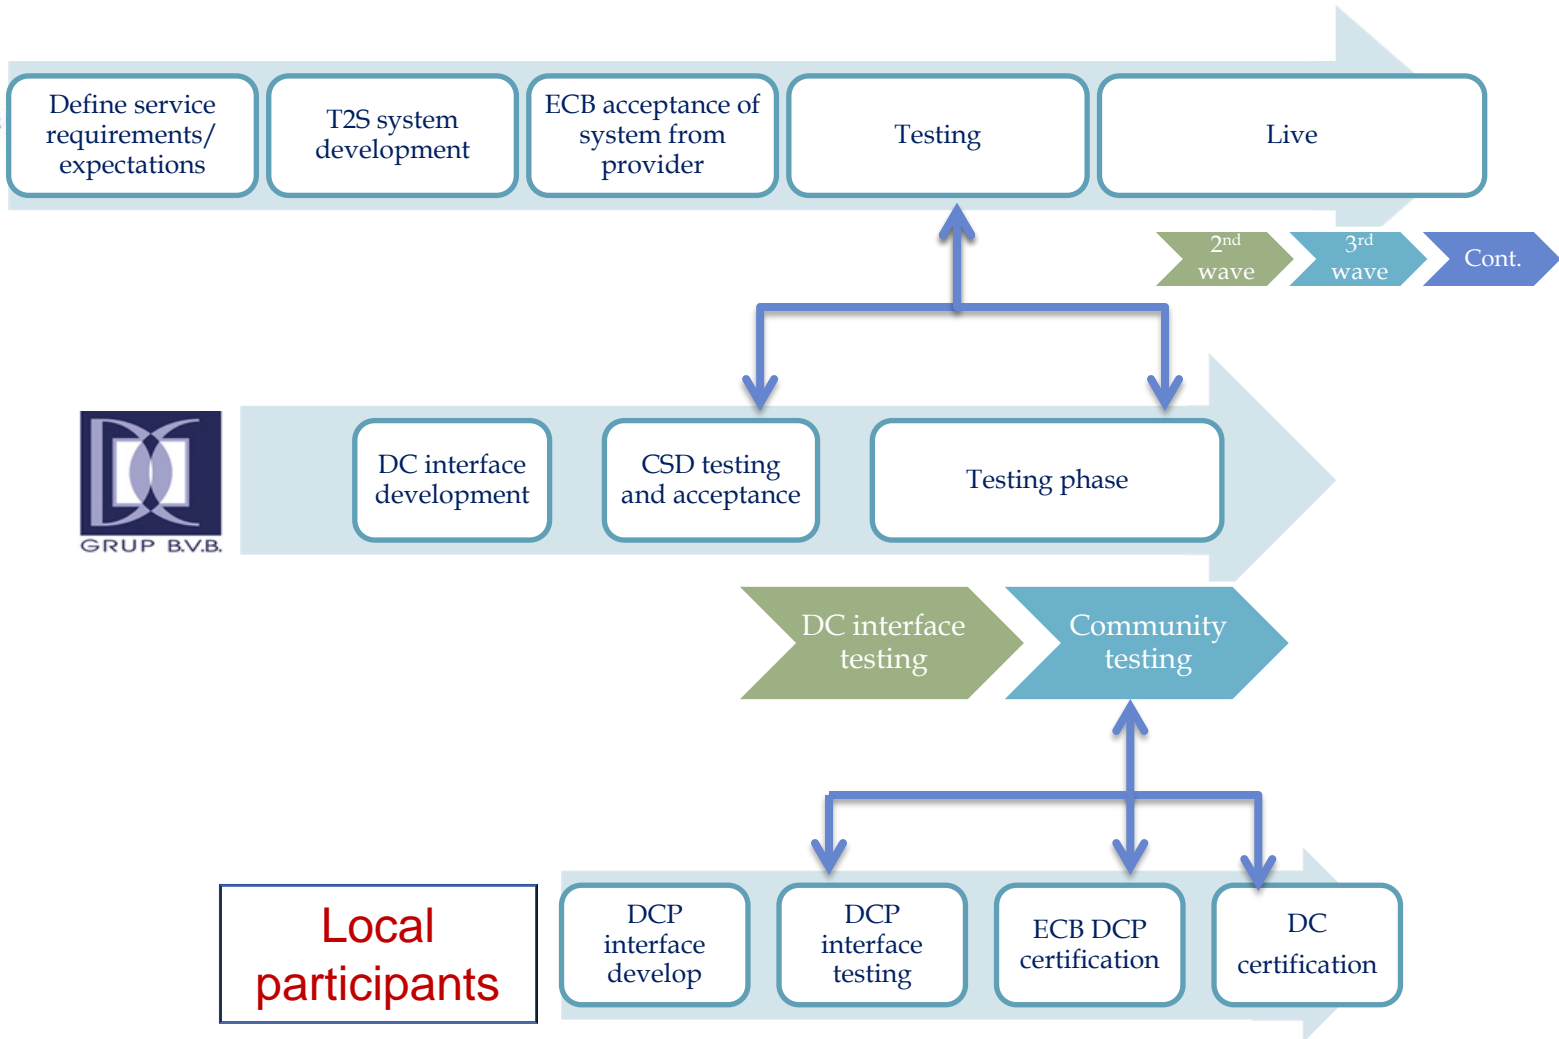 Define service
requirements/
expectations
T2S system
development
ECB acceptance of
system from
provider
Testing
Live
2nd
wave
3rd
wave
Cont.
GRUP B.V.B.
DC interface
development
CSD testing
and acceptance
Testing phase
DC interface
testing
Community
testing
Local
participants
DCP
interface
develop
DCP
interface
testing
ECB DCP
certification
DC
certification